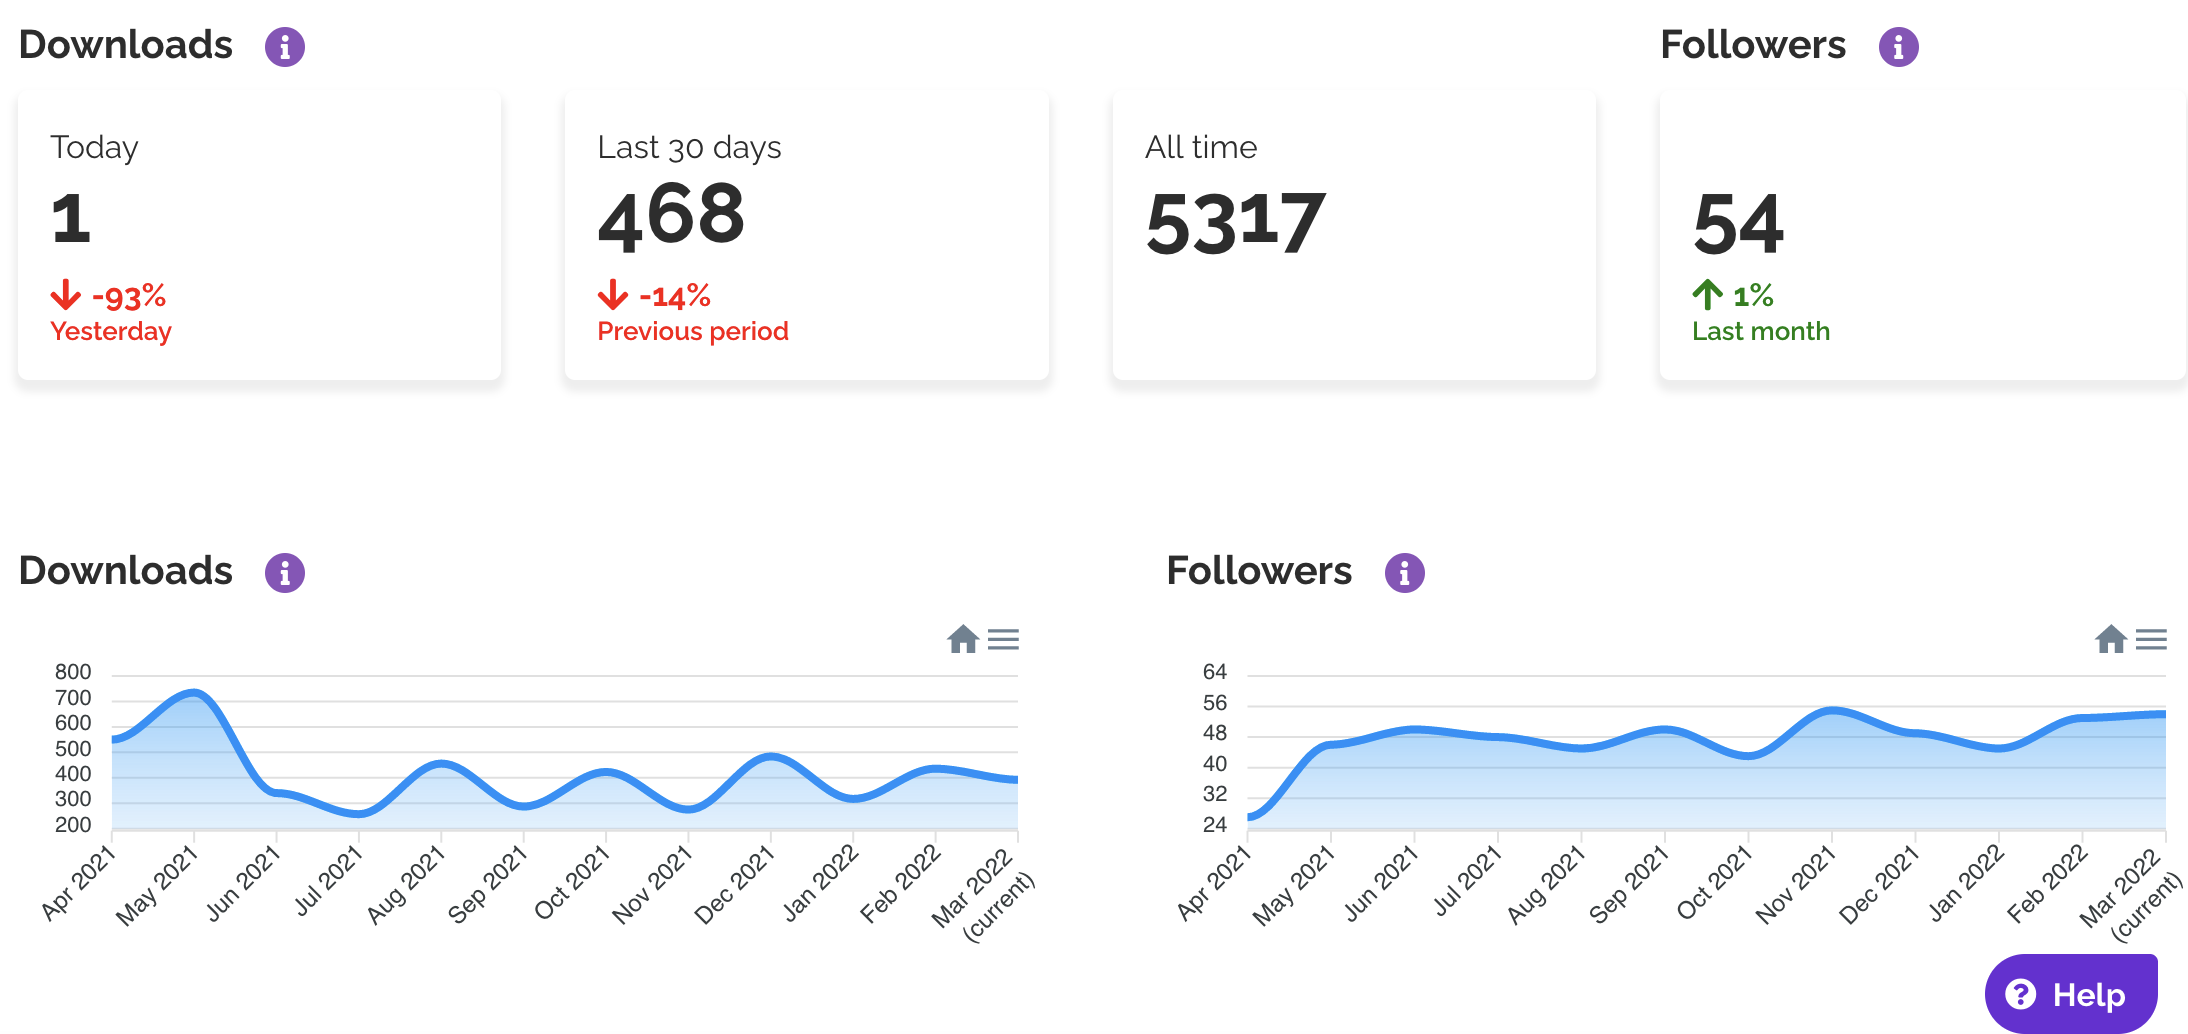 Downloads
Followers
Today
1
-93%
Yesterday
Last 30 days
468
-14%
Previous period
All time
5317
54
1%
Last month
Downloads
800
700
600
500
400
300
200
Apr 2021
May 2021
Jun 2021
Jul 2021
Aug 2021
Sep 2021
Oct 2021
Nov 2021
Dec 2021
Jan 2022
Feb 2022
Mar 2022
(current)
Followers
64
56
48
40
32
24
Apr 2021
May 2021
Jun 2021
Jul 2021
Aug 2021
Sep 2021
Oct 2021
Nov 2021
Dec 2021
Jan 2022
Feb 2022
Mar 2022
(current)
Help